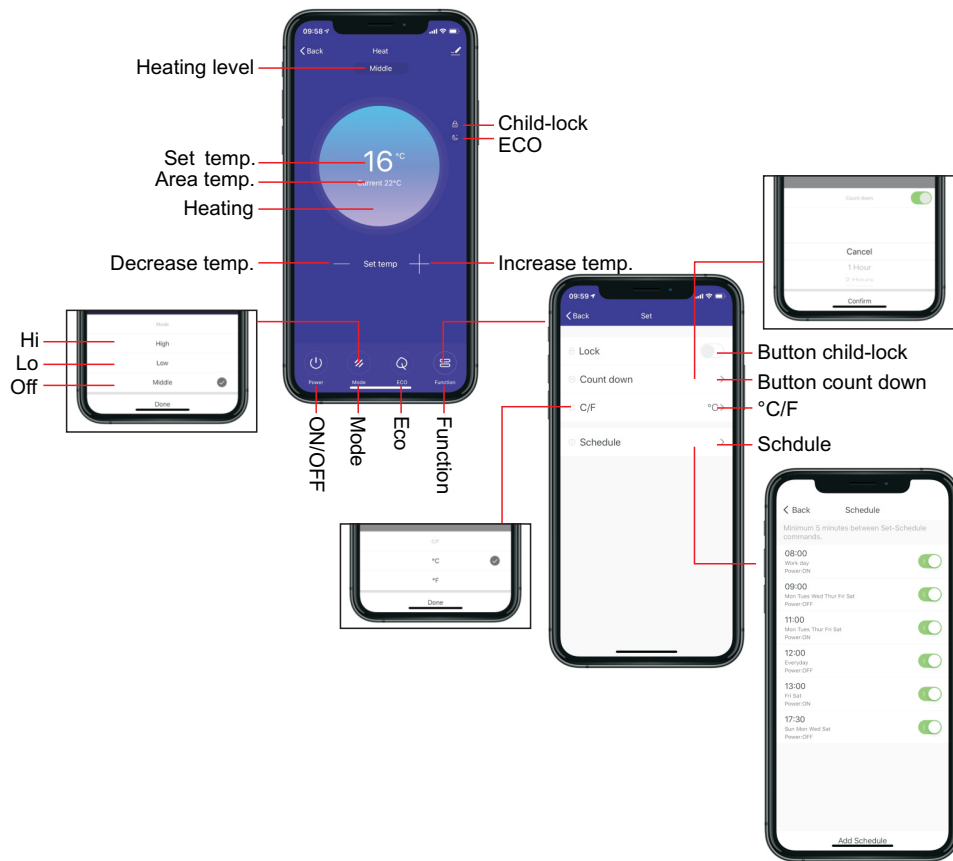 09:58
Back
Heat
Middle
Heating level
Child-lock
ECO
16 °C
Current 22°C
Set temp.
Area temp.
Heating
Decrease temp.
Set temp
Increase temp.
Power
Mode
ECO
Function
ON/OFF
Mode
Eco
Function
Hi
Lo
Off
Mode
High
Low
Middle
Done
Count down
Cancel
1 Hour
2 Hours
Confirm
09:59
Back
Set
Lock
Count down
C/F
°C
Schedule
Button child-lock
Button count down
°C/F
Schdule
C/F
°C
°F
Done
Back
Schedule
Minimum 5 minutes between Set-Schedule
commands.
08:00
Work day
Power:ON
09:00
Mon Tues Wed Thur Fri Sat
Power:OFF
11:00
Mon Tues Thur Fri Sat
Power:ON
12:00
Everyday
Power:OFF
13:00
Fri Sat
Power:ON
17:30
Sun Mon Wed Sat
Power:OFF
Add Schedule